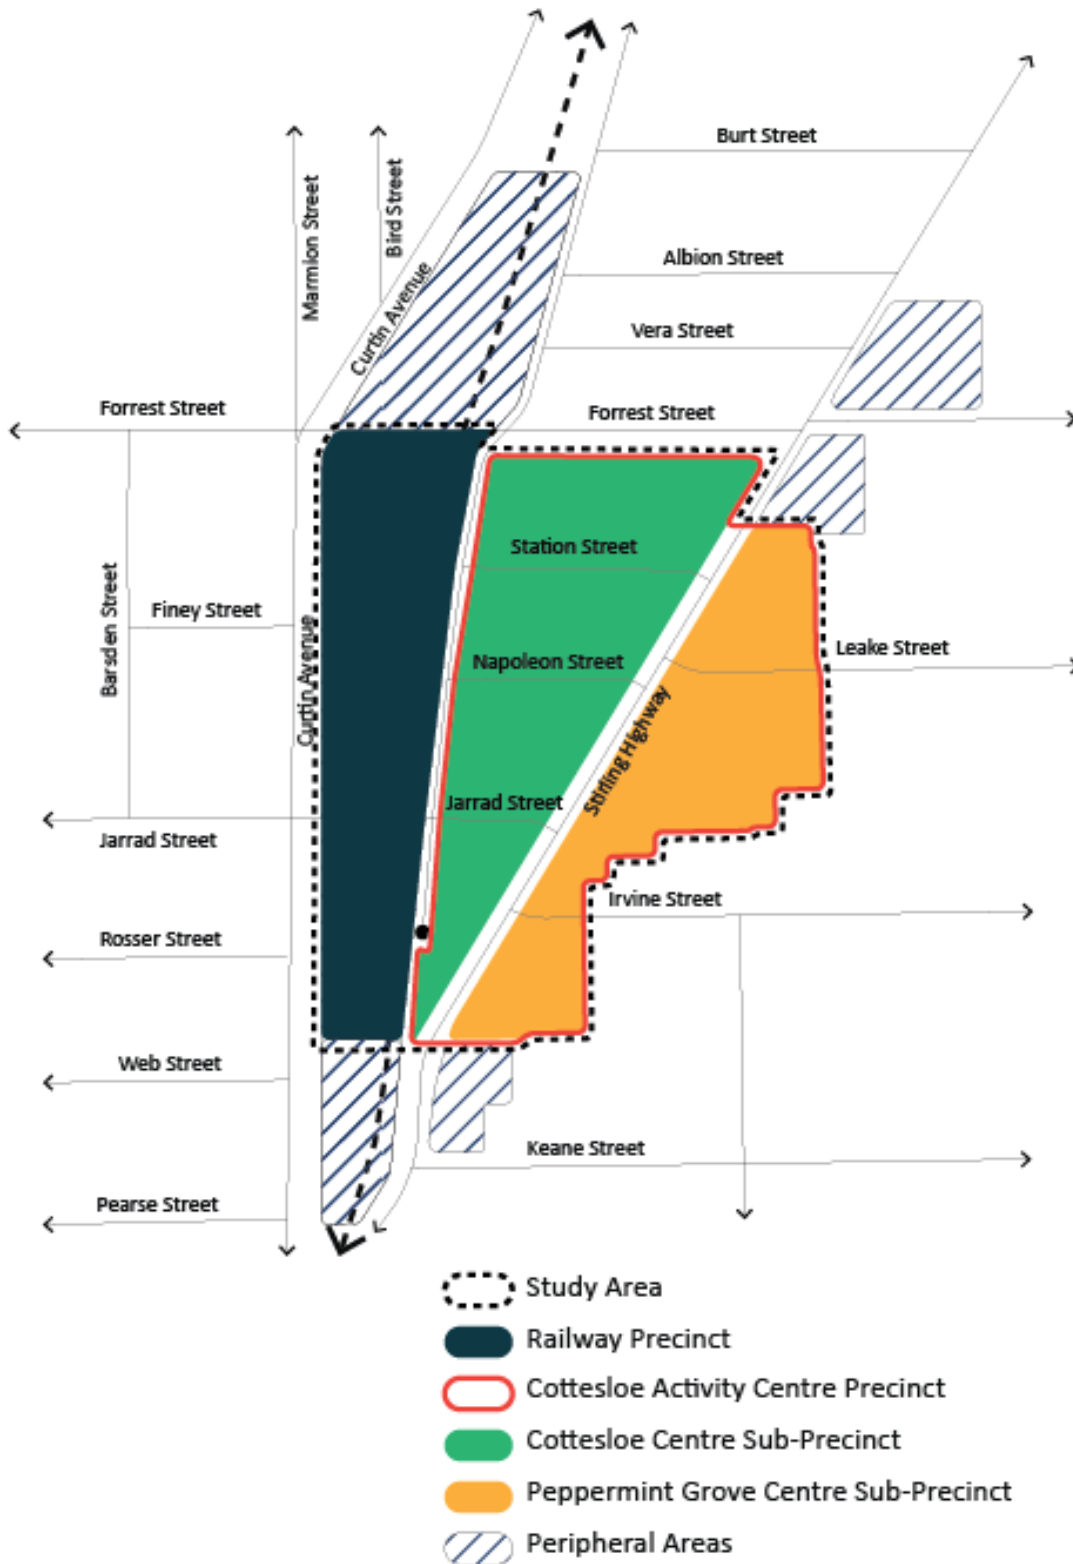 Burt Street
Bird Street
Marmion Street
Albion Street
Curtin Avenue
Vera Street
Forrest Street
Forrest Street
Station Street
Barsden Street
Finey Street
Leake Street
Curtin Avenue
Napoleon Street
Stirling Highway
Jarrad Street
Jarrad Street
Irvine Street
Rosser Street
Web Street
Keane Street
Pearse Street
Study Area
Railway Precinct
Cottesloe Activity Centre Precinct
Cottesloe Centre Sub-Precinct
Peppermint Grove Centre Sub-Precinct
Peripheral Areas